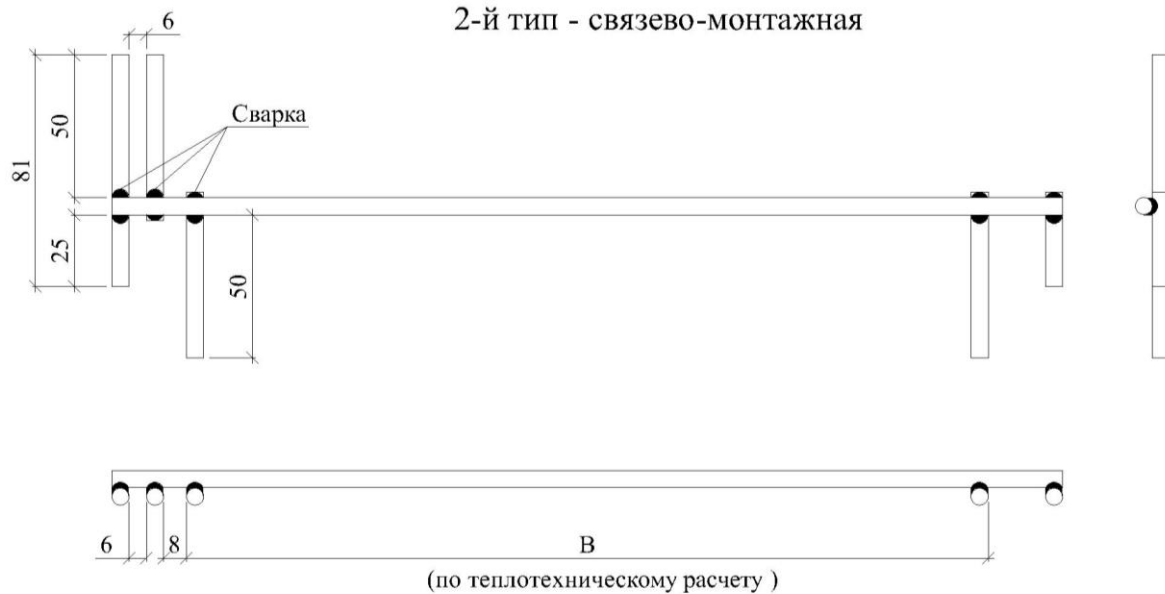 2-й тип - связево-монтажная
6
Сварка
81
50
25
50
6
8
В
(по теплотехническому расчету )